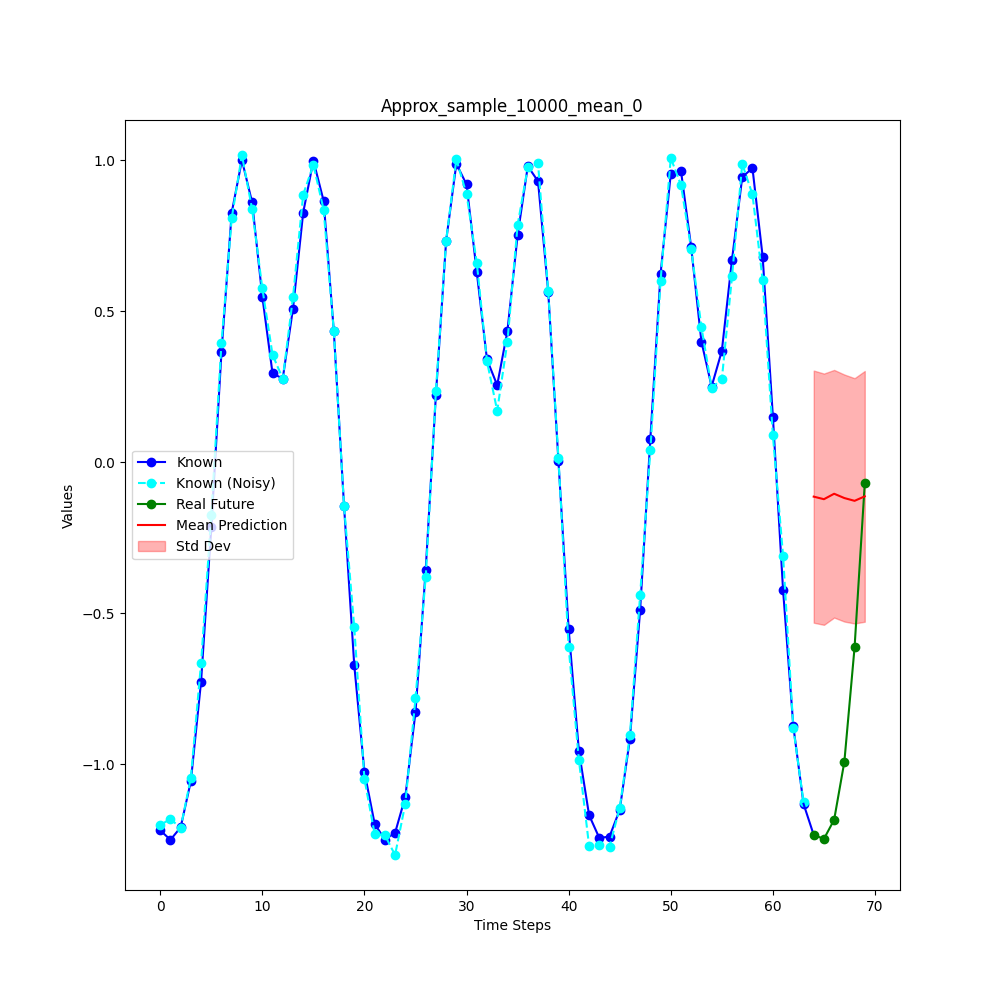 Approx_sample_10000_mean_0
1.0
0.5
0.0
−0.5
−1.0
Values
Known
Known (Noisy)
Real Future
Mean Prediction
Std Dev
0 10 20 30 40 50 60 70
Time Steps